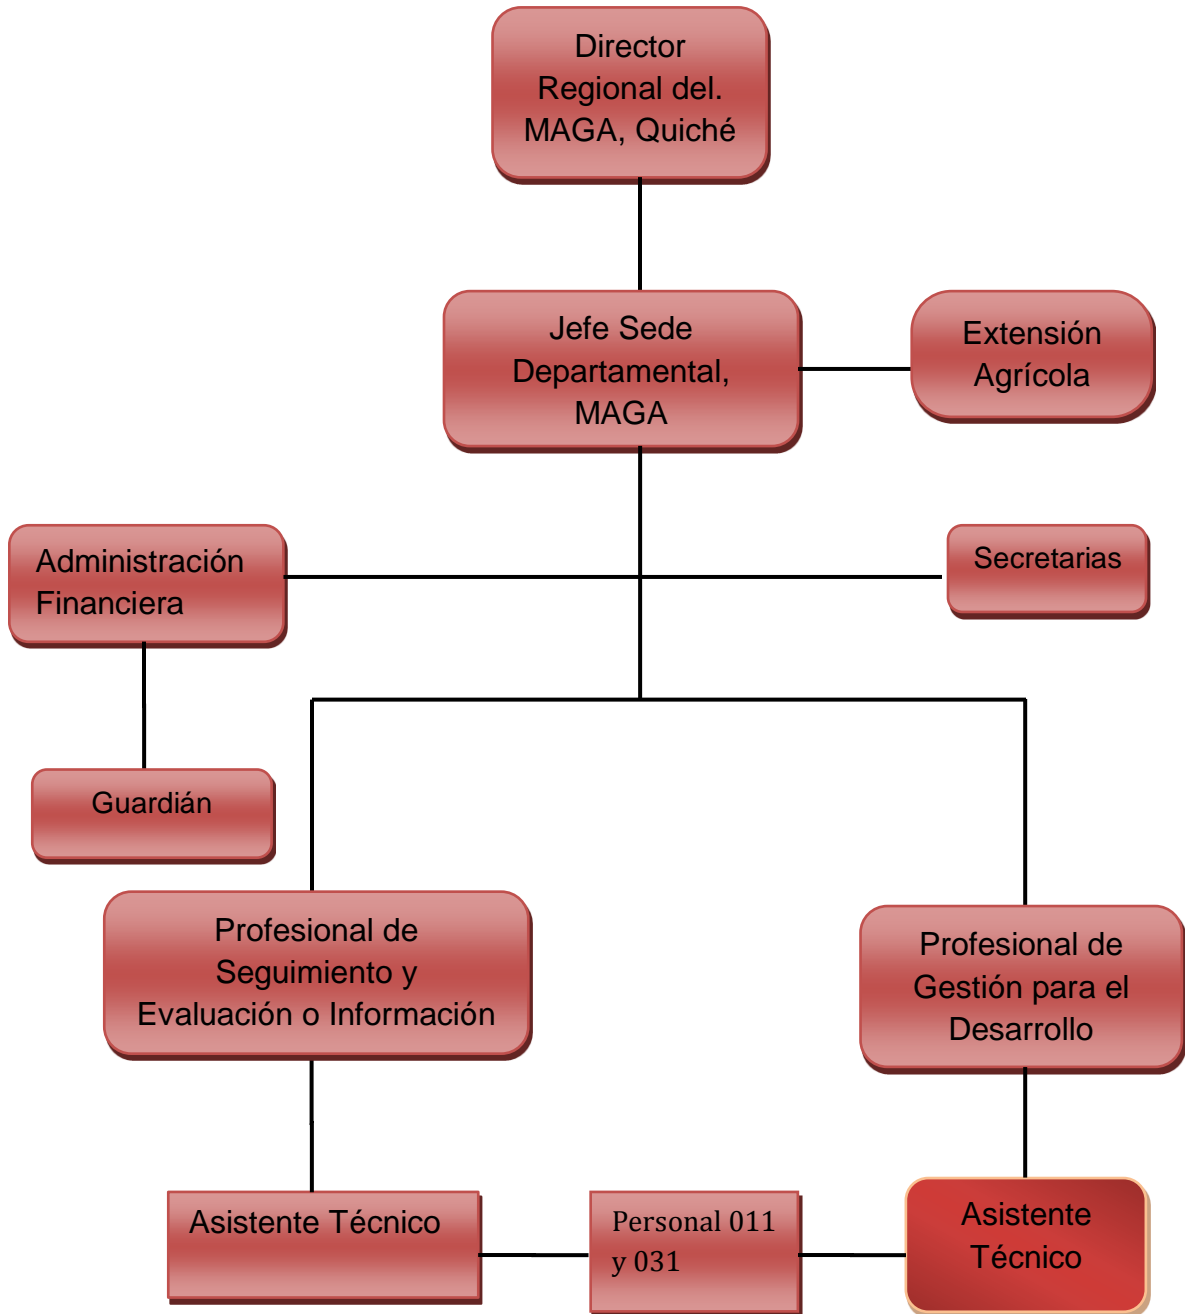 Director
Regional del.
MAGA, Quiché
Jefe Sede
Departamental,
MAGA
Extensión
Agrícola
Administración
Financiera
Secretarias
Guardián
Profesional de
Seguimiento y
Evaluación o Información
Profesional de
Gestión para el
Desarrollo
Asistente Técnico
Personal 011
y 031
Asistente
Técnico